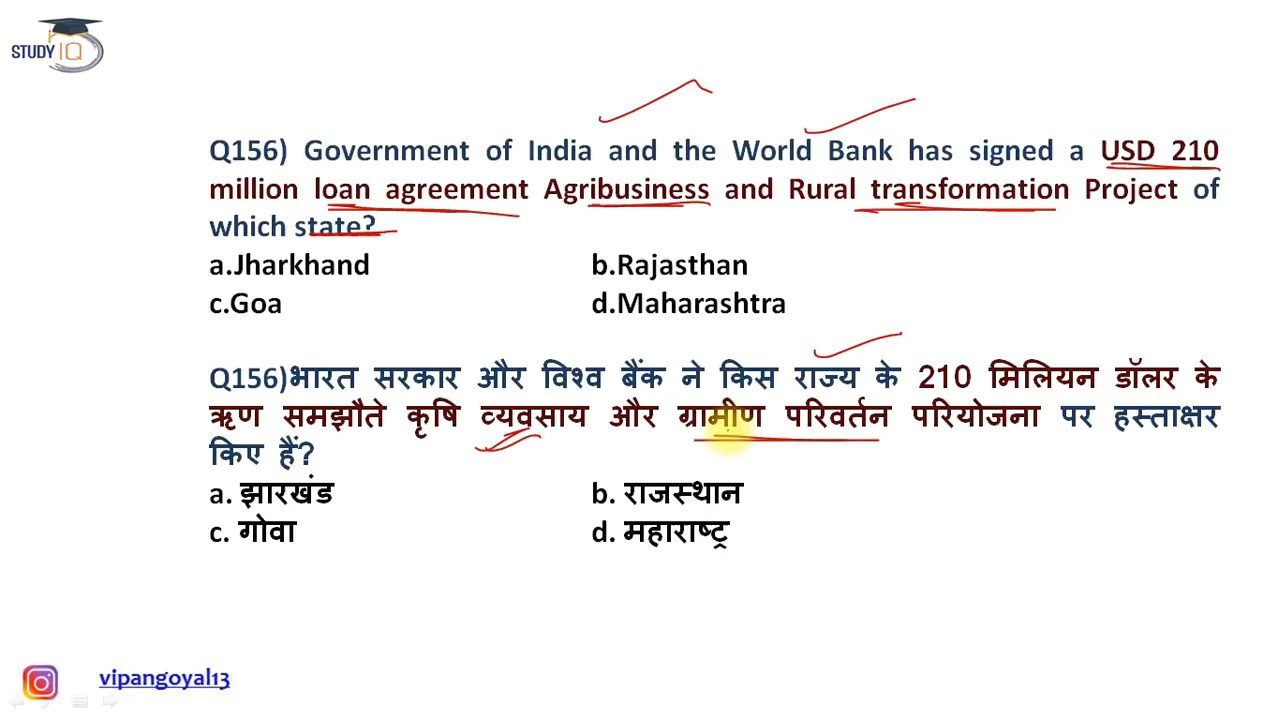 STUDY IQ
Q156) Government of India and the World Bank has signed a USD 210
million loan agreement Agribusiness and Rural transformation Project of
which state?
a.Jharkhand b.Rajasthan
c.Goa d.Maharashtra
Q156)भारत सरकार और विश्व बैंक ने किस राज्य के 210 मिलियन डॉलर के
ऋण समझौते कृषि व्यवसाय और ग्रामीण परिवर्तन परियोजना पर हस्ताक्षर
किए हैं?
a. झारखंड b. राजस्थान
c. गोवा d. महाराष्ट्र
vipangoyal13